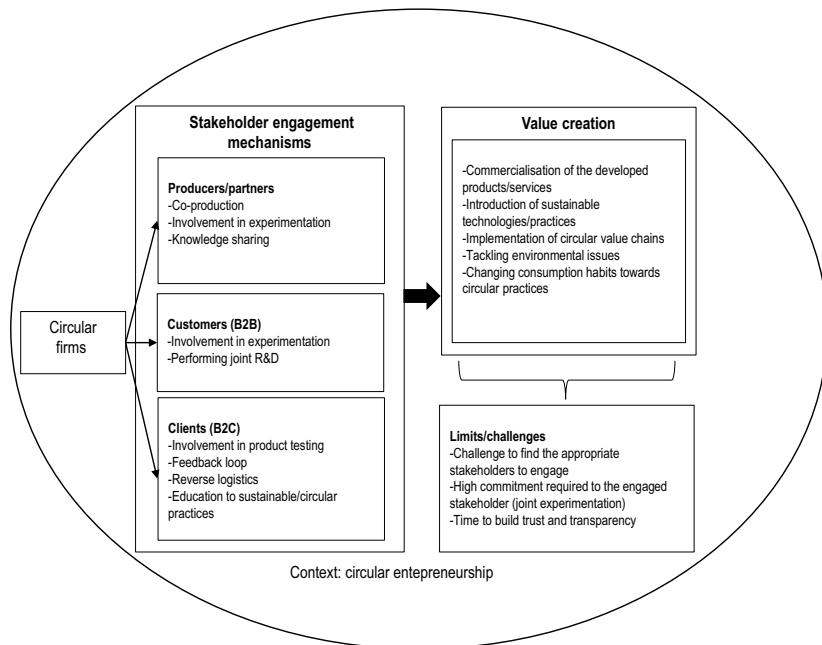 Stakeholder engagement
mechanisms
Producers/partners
-Co-production
-Involvement in experimentation
-Knowledge sharing
Circular
firms
Customers (B2B)
-Involvement in experimentation
-Performing joint R&D
Clients (B2C)
-Involvement in product testing
-Feedback loop
-Reverse logistics
-Education to sustainable/circular
practices
Value creation
-Commercialisation of the developed
products/services
-Introduction of sustainable
technologies/practices
-Implementation of circular value chains
-Tackling environmental issues
-Changing consumption habits towards
circular practices
Limits/challenges
-Challenge to find the appropriate
stakeholders to engage
-High commitment required to the engaged
stakeholder (joint experimentation)
-Time to build trust and transparency
Context: circular entepreneurship